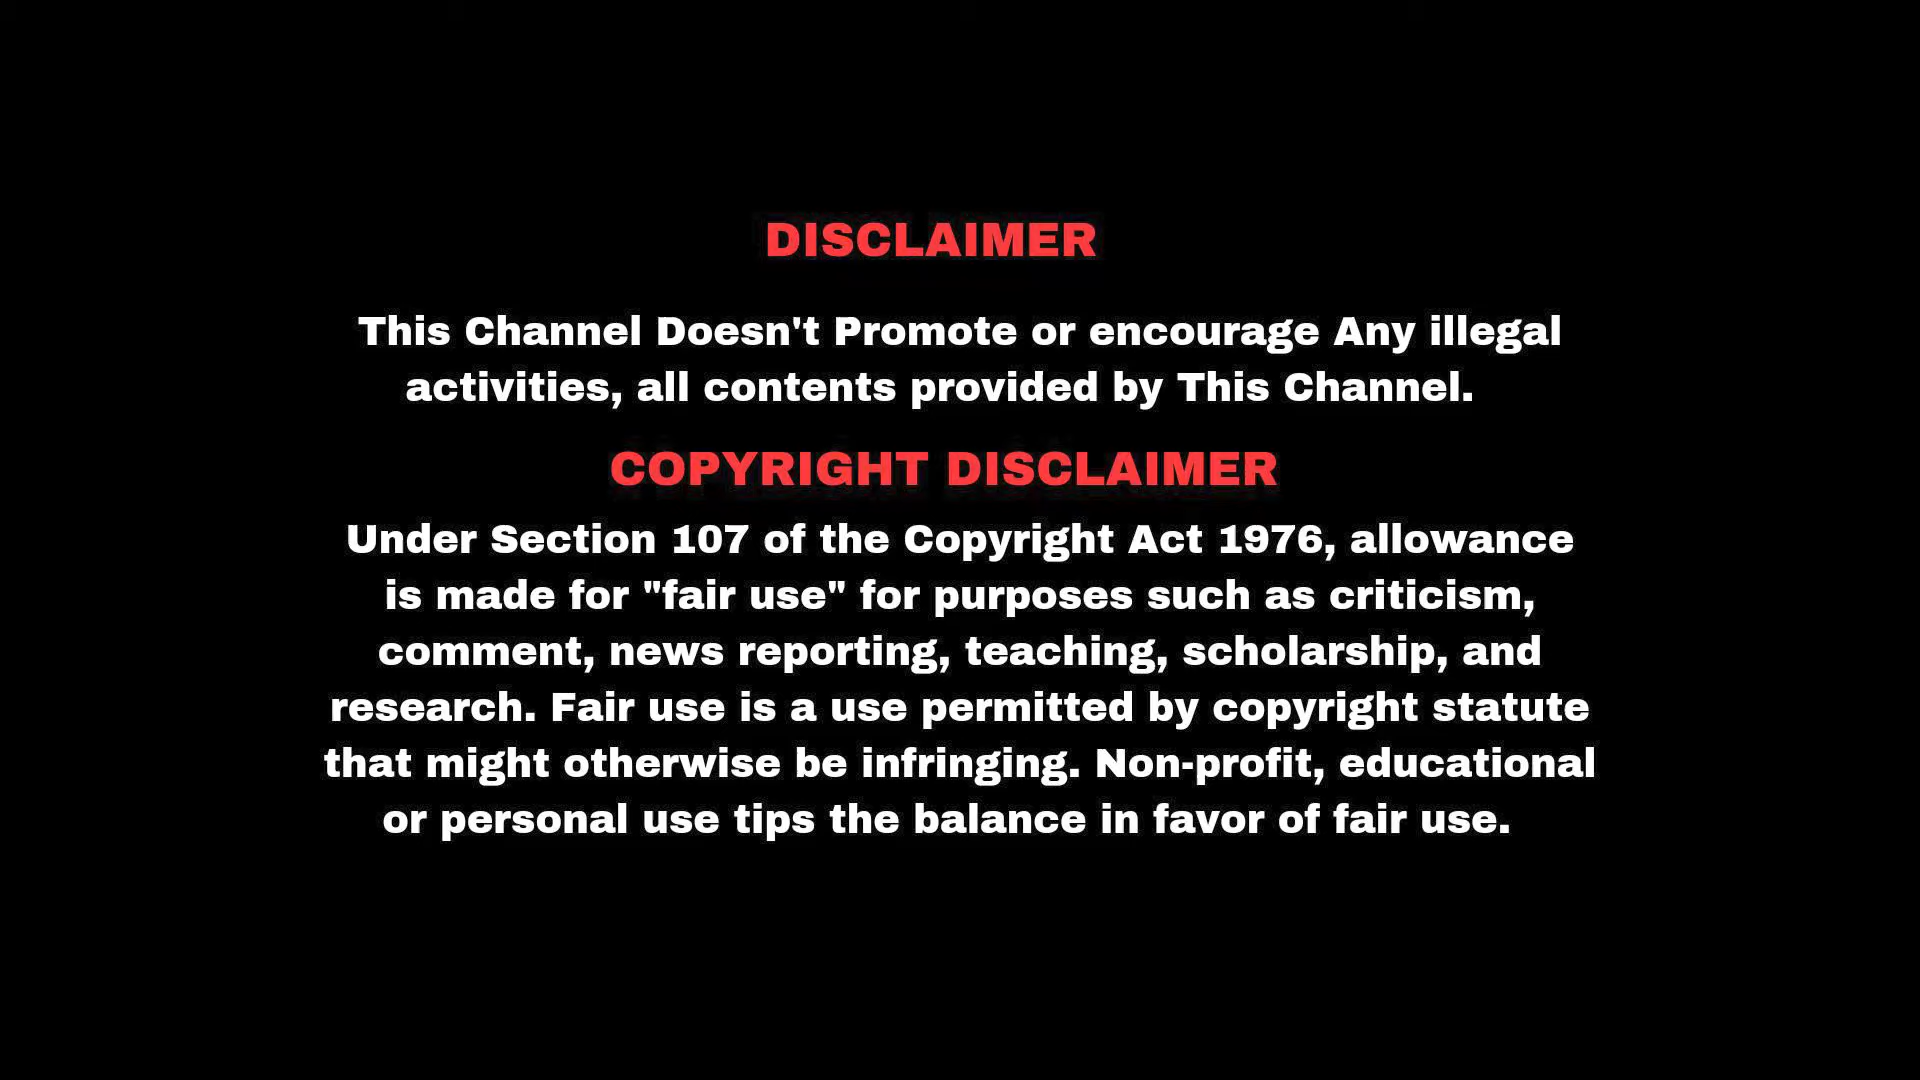 DISCLAIMER
This Channel Doesn't Promote or encourage Any illegal
activities, all contents provided by This Channel.
COPYRIGHT DISCLAIMER
Under Section 107 of the Copyright Act 1976, allowance
is made for "fair use" for purposes such as criticism,
comment, news reporting, teaching, scholarship, and
research. Fair use is a use permitted by copyright statute
that might otherwise be infringing. Non-profit, educational
or personal use tips the balance in favor of fair use.